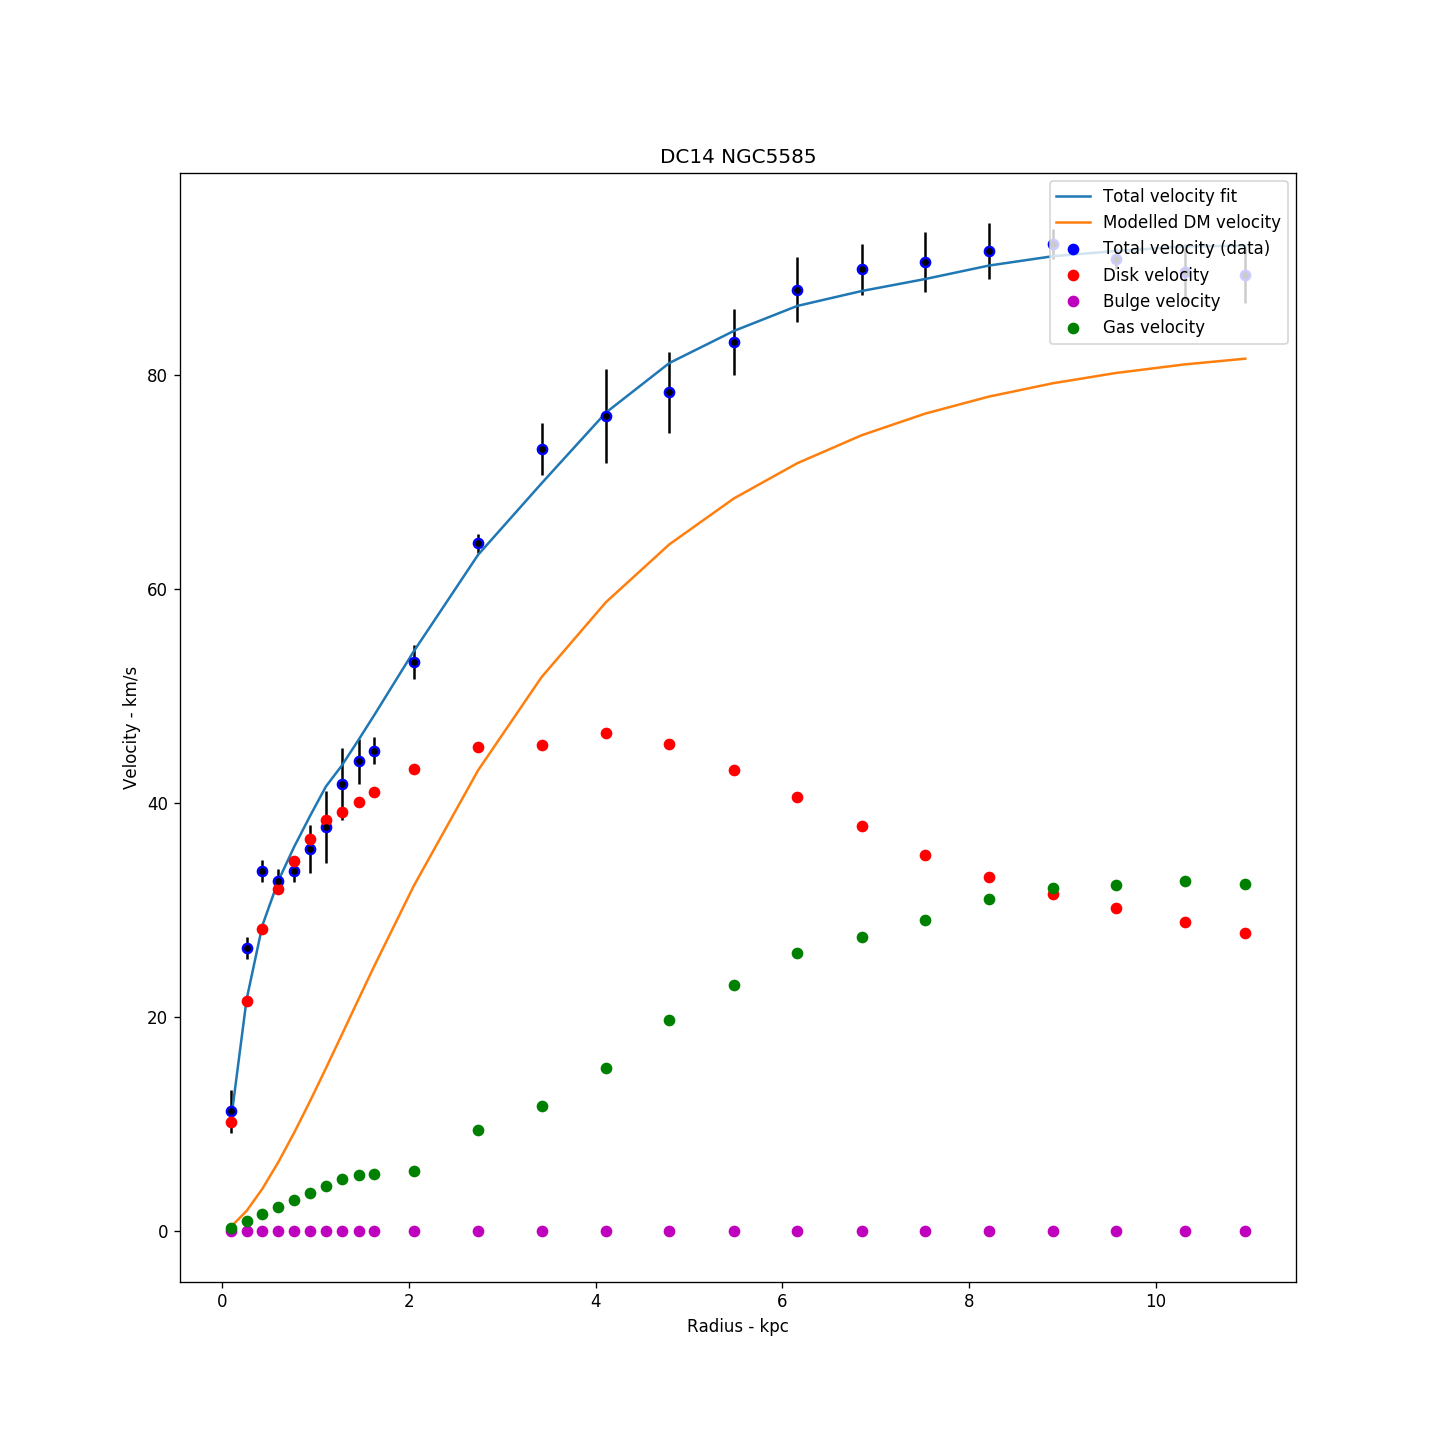 DC14 NGC5585
Total velocity fit
Modelled DM velocity
Total velocity (data)
Disk velocity
Bulge velocity
Gas velocity
80
60
40
20
0
Velocity - km/s
0 2 4 6 8 10
Radius - kpc